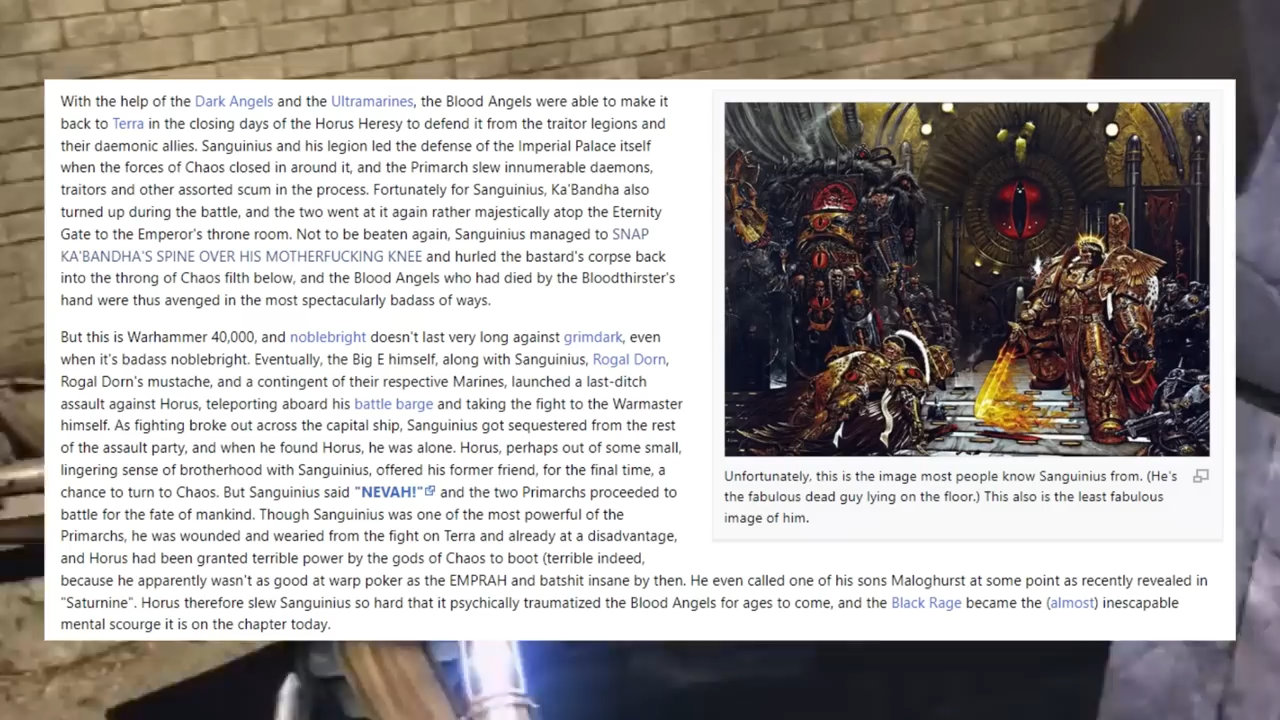 With the help of the Dark Angels and the Ultramarines, the Blood Angels were able to make it
back to Terra in the closing days of the Horus Heresy to defend it from the traitor legions and
their daemonic allies. Sanguinius and his legion led the defense of the Imperial Palace itself
when the forces of Chaos closed in around it, and the Primarch slew innumerable daemons,
traitors and other assorted scum in the process. Fortunately for Sanguinius, Ka'Bandha also
turned up during the battle, and the two went at it again rather majestically atop the Eternity
Gate to the Emperor's throne room. Not to be beaten again, Sanguinius managed to SNAP
KA'BANDHA'S SPINE OVER HIS MOTHERFUCKING KNEE and hurled the bastard's corpse back
into the throng of Chaos filth below, and the Blood Angels who had died by the Bloodthirster's
hand were thus avenged in the most spectacularly badass of ways.
But this is Warhammer 40,000, and noblebright doesn't last very long against grimdark, even
when it's badass noblebright. Eventually, the Big E himself, along with Sanguinius, Rogal Dorn,
Rogal Dorn's mustache, and a contingent of their respective Marines, launched a last-ditch
assault against Horus, teleporting aboard his battle barge and taking the fight to the Warmaster
himself. As fighting broke out across the capital ship, Sanguinius got sequestered from the rest
of the assault party, and when he found Horus, he was alone. Horus, perhaps out of some small,
lingering sense of brotherhood with Sanguinius, offered his former friend, for the final time, a
chance to turn to Chaos. But Sanguinius said "NEVAH!" and the two Primarchs proceeded to
battle for the fate of mankind. Though Sanguinius was one of the most powerful of the
Primarchs, he was wounded and wearied from the fight on Terra and already at a disadvantage,
and Horus had been granted terrible power by the gods of Chaos to boot (terrible indeed,
because he apparently wasn't as good at warp poker as the EMPRAH and batshit insane by then. He even called one of his sons Maloghurst at some point as recently revealed in
"Saturnine". Horus therefore slew Sanguinius so hard that it psychically traumatized the Blood Angels for ages to come, and the Black Rage became the (almost) inescapable
mental scourge it is on the chapter today.
Unfortunately, this is the image most people know Sanguinius from. (He's
the fabulous dead guy lying on the floor.) This also is the least fabulous
image of him.